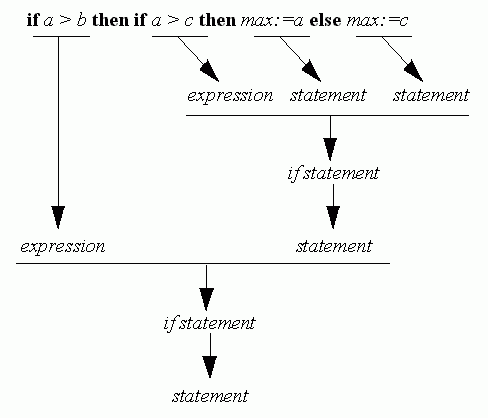 if a > b then if a > c then max:=a else max:=c
expression statement statement
if statement
expression statement
if statement
statement